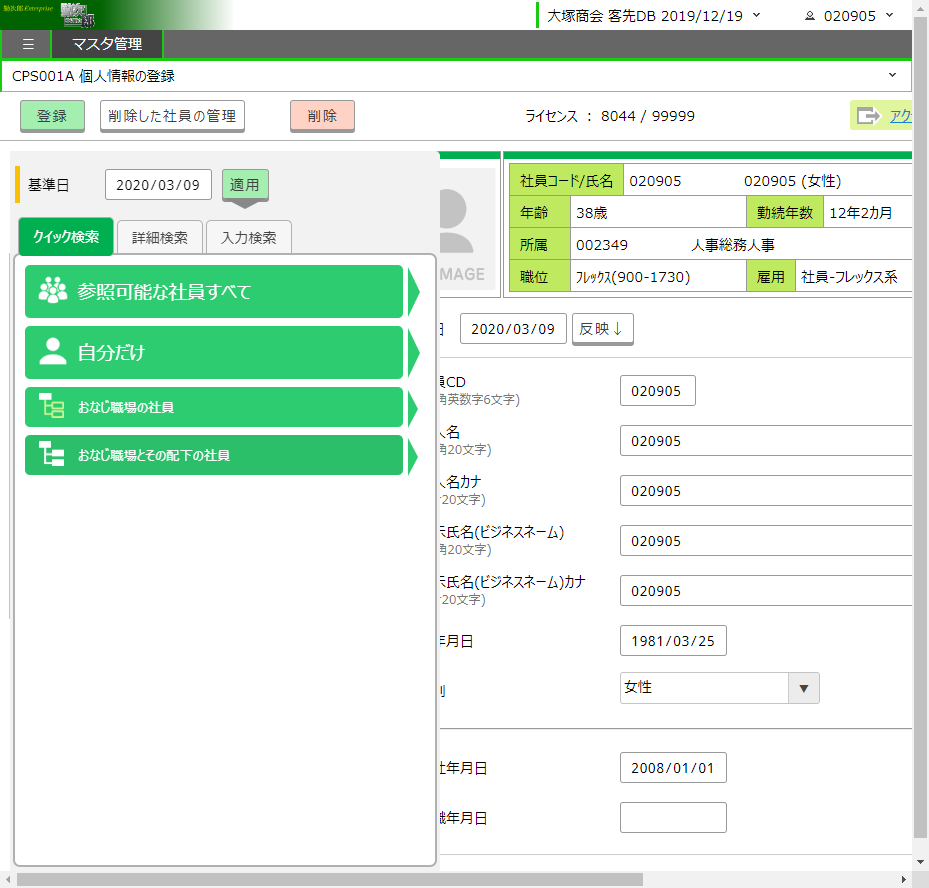 勤次郎 Enterprise
大塚商会 客先DB 2019/12/19
020905
マスタ管理
CPS001A 個人情報の登録
登録
削除した社員の管理
削除
ライセンス ： 8044 / 99999
アク
基準日
2020/03/09
適用
クイック検索
詳細検索
入力検索
参照可能な社員すべて
自分だけ
おなじ職場の社員
おなじ職場とその配下の社員
MAGE
社員コード/氏名 020905 020905 (女性)
年齢 38歳 勤続年数 12年2カ月
所属 002349 人事総務人事
職位 フレックス(900-1730) 雇用 社員-フレックス系
日 2020/03/09 反映↓
員CD 020905
角英数字6文字)
人名 020905
角20文字)
人名カナ 020905
20文字)
示氏名(ビジネスネーム) 020905
角20文字)
示氏名(ビジネスネーム)カナ 020905
20文字)
年月日 1981/03/25
別 女性
社年月日 2008/01/01
職年月日